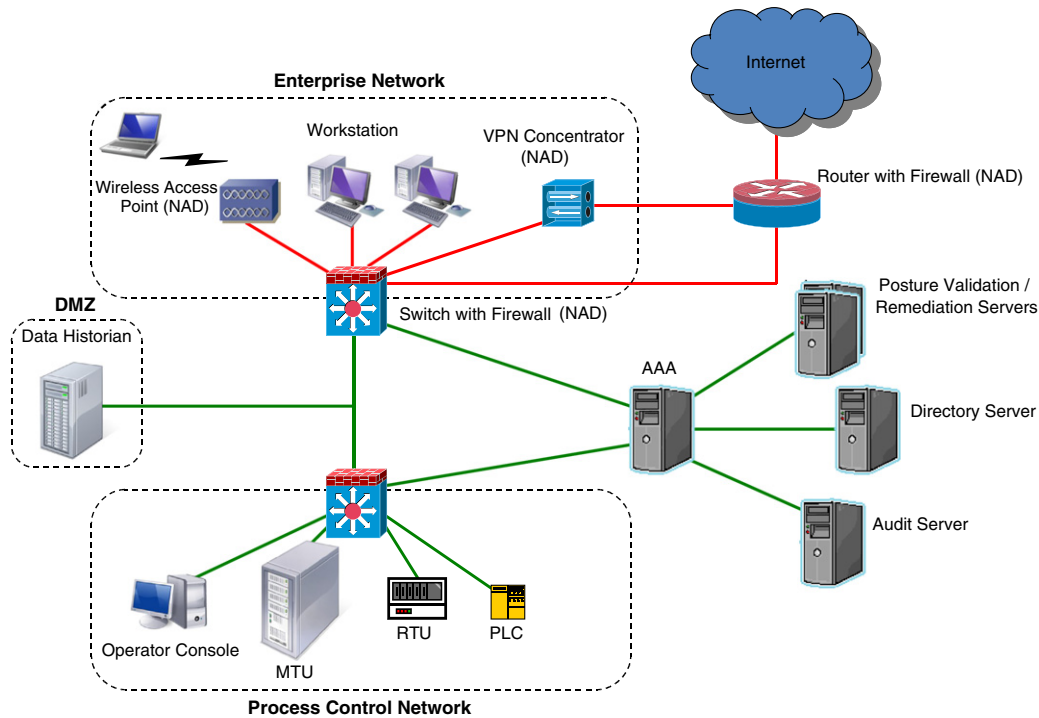 Internet
Enterprise Network
Workstation
VPN Concentrator
(NAD)
Wireless Access
Point (NAD)
Router with Firewall (NAD)
Switch with Firewall (NAD)
DMZ
Data Historian
Posture Validation /
Remediation Servers
AAA
Directory Server
Audit Server
Operator Console
MTU
RTU
PLC
Process Control Network